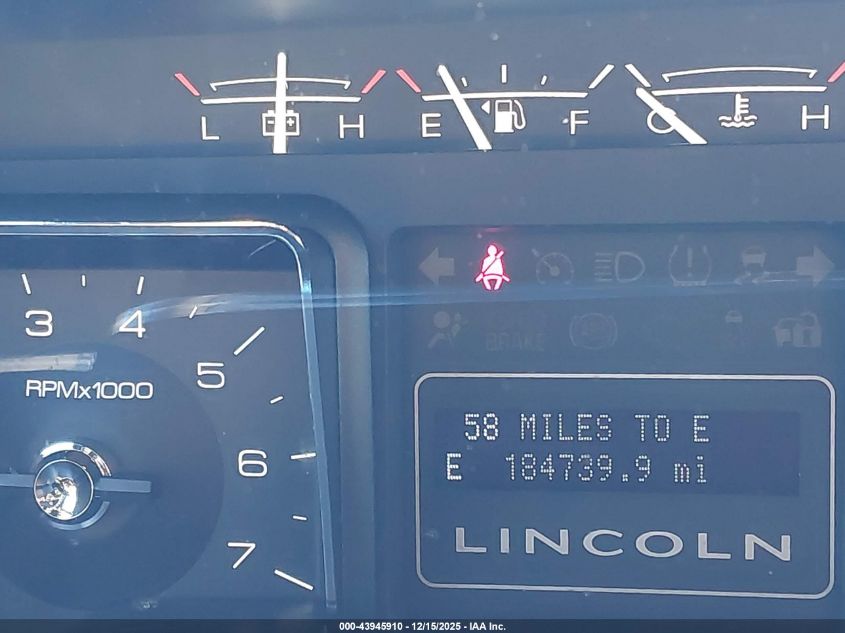 L H E F C H
3 4 5 6 7
RPMx1000
BRAKE
58 MILES TO E
E 184739.9 mi
LINCOLN
000-43945910 - 12/15/2025 - IAA Inc.